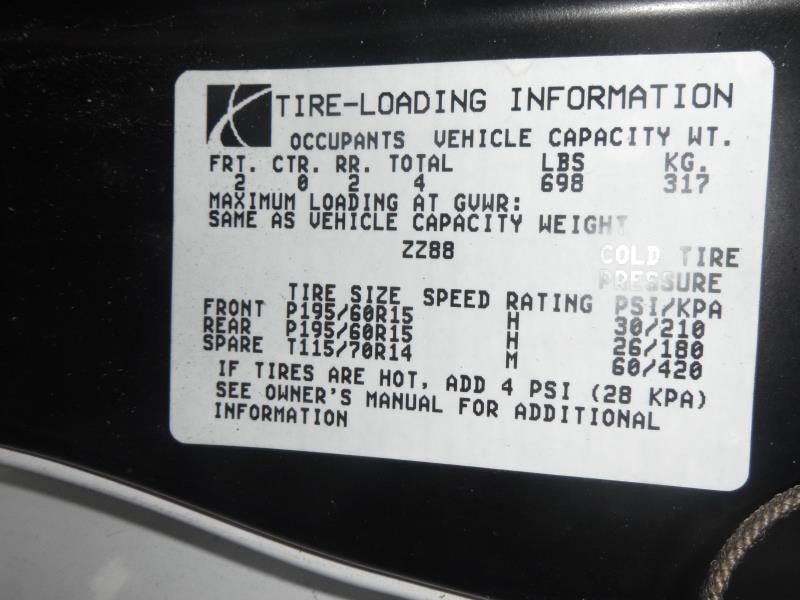 TIRE-LOADING INFORMATION
OCCUPANTS VEHICLE CAPACITY WT.
FRT. CTR. RR. TOTAL LBS KG.
2 0 2 4 698 317
MAXIMUM LOADING AT GVWR:
SAME AS VEHICLE CAPACITY WEIGHT
ZZ88
COLD TIRE
PRESSURE
TIRE SIZE SPEED RATING PSI/KPA
FRONT P195/60R15 H 30/210
REAR P195/60R15 H 26/180
SPARE T115/70R14 M 60/420
IF TIRES ARE HOT, ADD 4 PSI (28 KPA)
SEE OWNER'S MANUAL FOR ADDITIONAL
INFORMATION